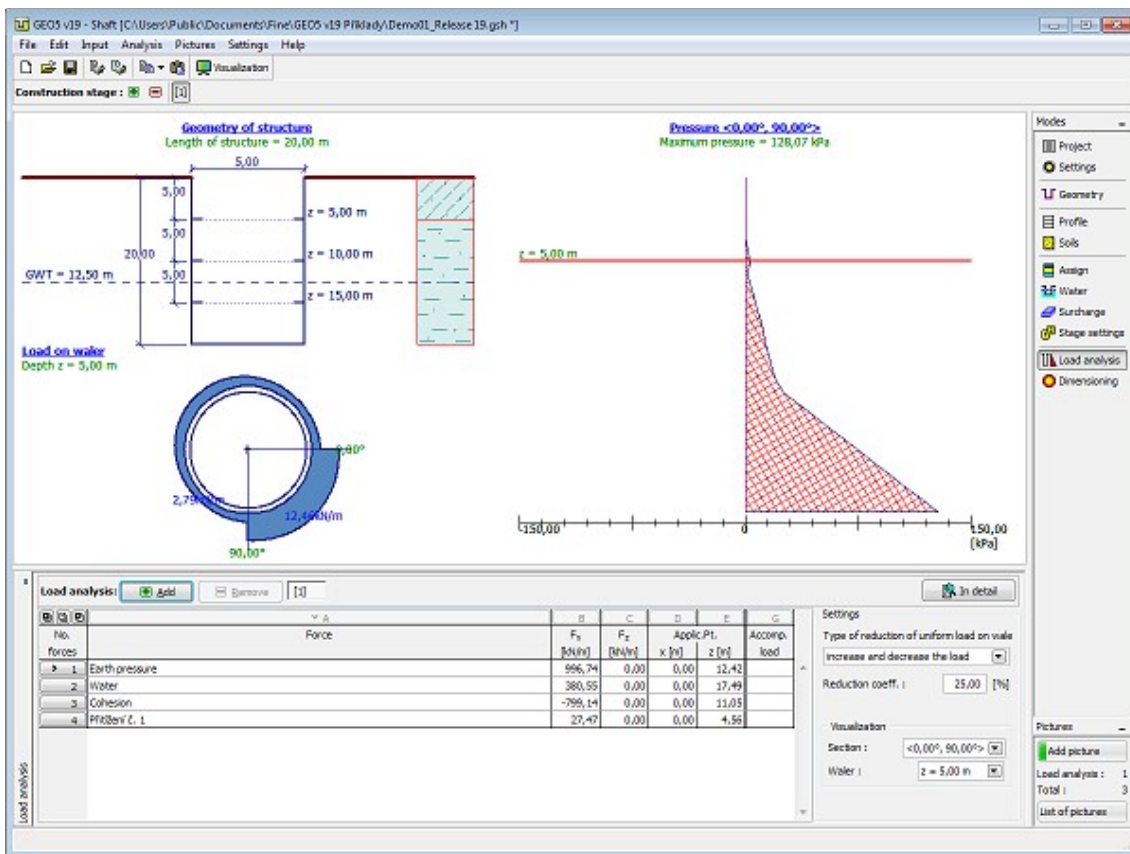 GEO5 v19 - Shaft [C:\Users\Public\Documents\Fine\GEO5 v19 Příklady\Demo01_Release 19.gsh *]
File Edit Input Analysis Pictures Settings Help
Visualization
Construction stage : [1]
Geometry of structure
Length of structure = 20,00 m
5,00
5,00
z = 5,00 m
5,00
20,00
z = 10,00 m
GWT = 12,50 m
5,00
z = 15,00 m
Load on waler
Depth z = 5,00 m
0,00°
12,46kN/m
90,00°
Pressure <0,00°, 90,00°>
Maximum pressure = 128,07 kPa
z = 5,00 m
-150,00
0
150,00
[kPa]
Modes
Project
Settings
Geometry
Profile
Soils
Assign
Water
Surcharge
Stage settings
Load analysis
Dimensioning
Load analysis: Add Remove [1] In detail
A B C D E G
No. Force Fx Fz Applic.Pt. Accomp.
forces [kN/m] [kN/m] x [m] z [m] load
1 Earth pressure 996,74 0,00 0,00 12,42
2 Water 380,55 0,00 0,00 17,49
3 Cohesion -799,14 0,00 0,00 11,05
4 Přitížení č. 1 27,47 0,00 0,00 4,56
Settings
Type of reduction of uniform load on wale
increase and decrease the load
Reduction coeff. : 25,00 [%]
Visualization
Section : <0,00°, 90,00°>
Waler : z = 5,00 m
Load analysis
Pictures
Add picture
Load analysis : 1
Total : 3
List of pictures